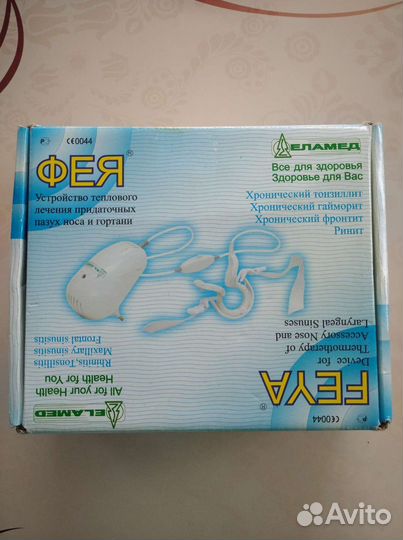 CE0044
ФЕЯ®
Устройство теплового
лечения придаточных
пазух носа и гортани
ЕЛАМЕД
Все для здоровья
Здоровье для Вас
Хронический тонзиллит
Хронический гайморит
Хронический фронтит
Ринит
CE0044
FEYA®
Device for
Thermotherapy of
Accessory Nose and
Laryngeal Sinuses
ELAMED
All for your Health
Health for You
Rhinitis, Tonsillitis
Maxillary sinusitis
Frontal sinusitis
Avito